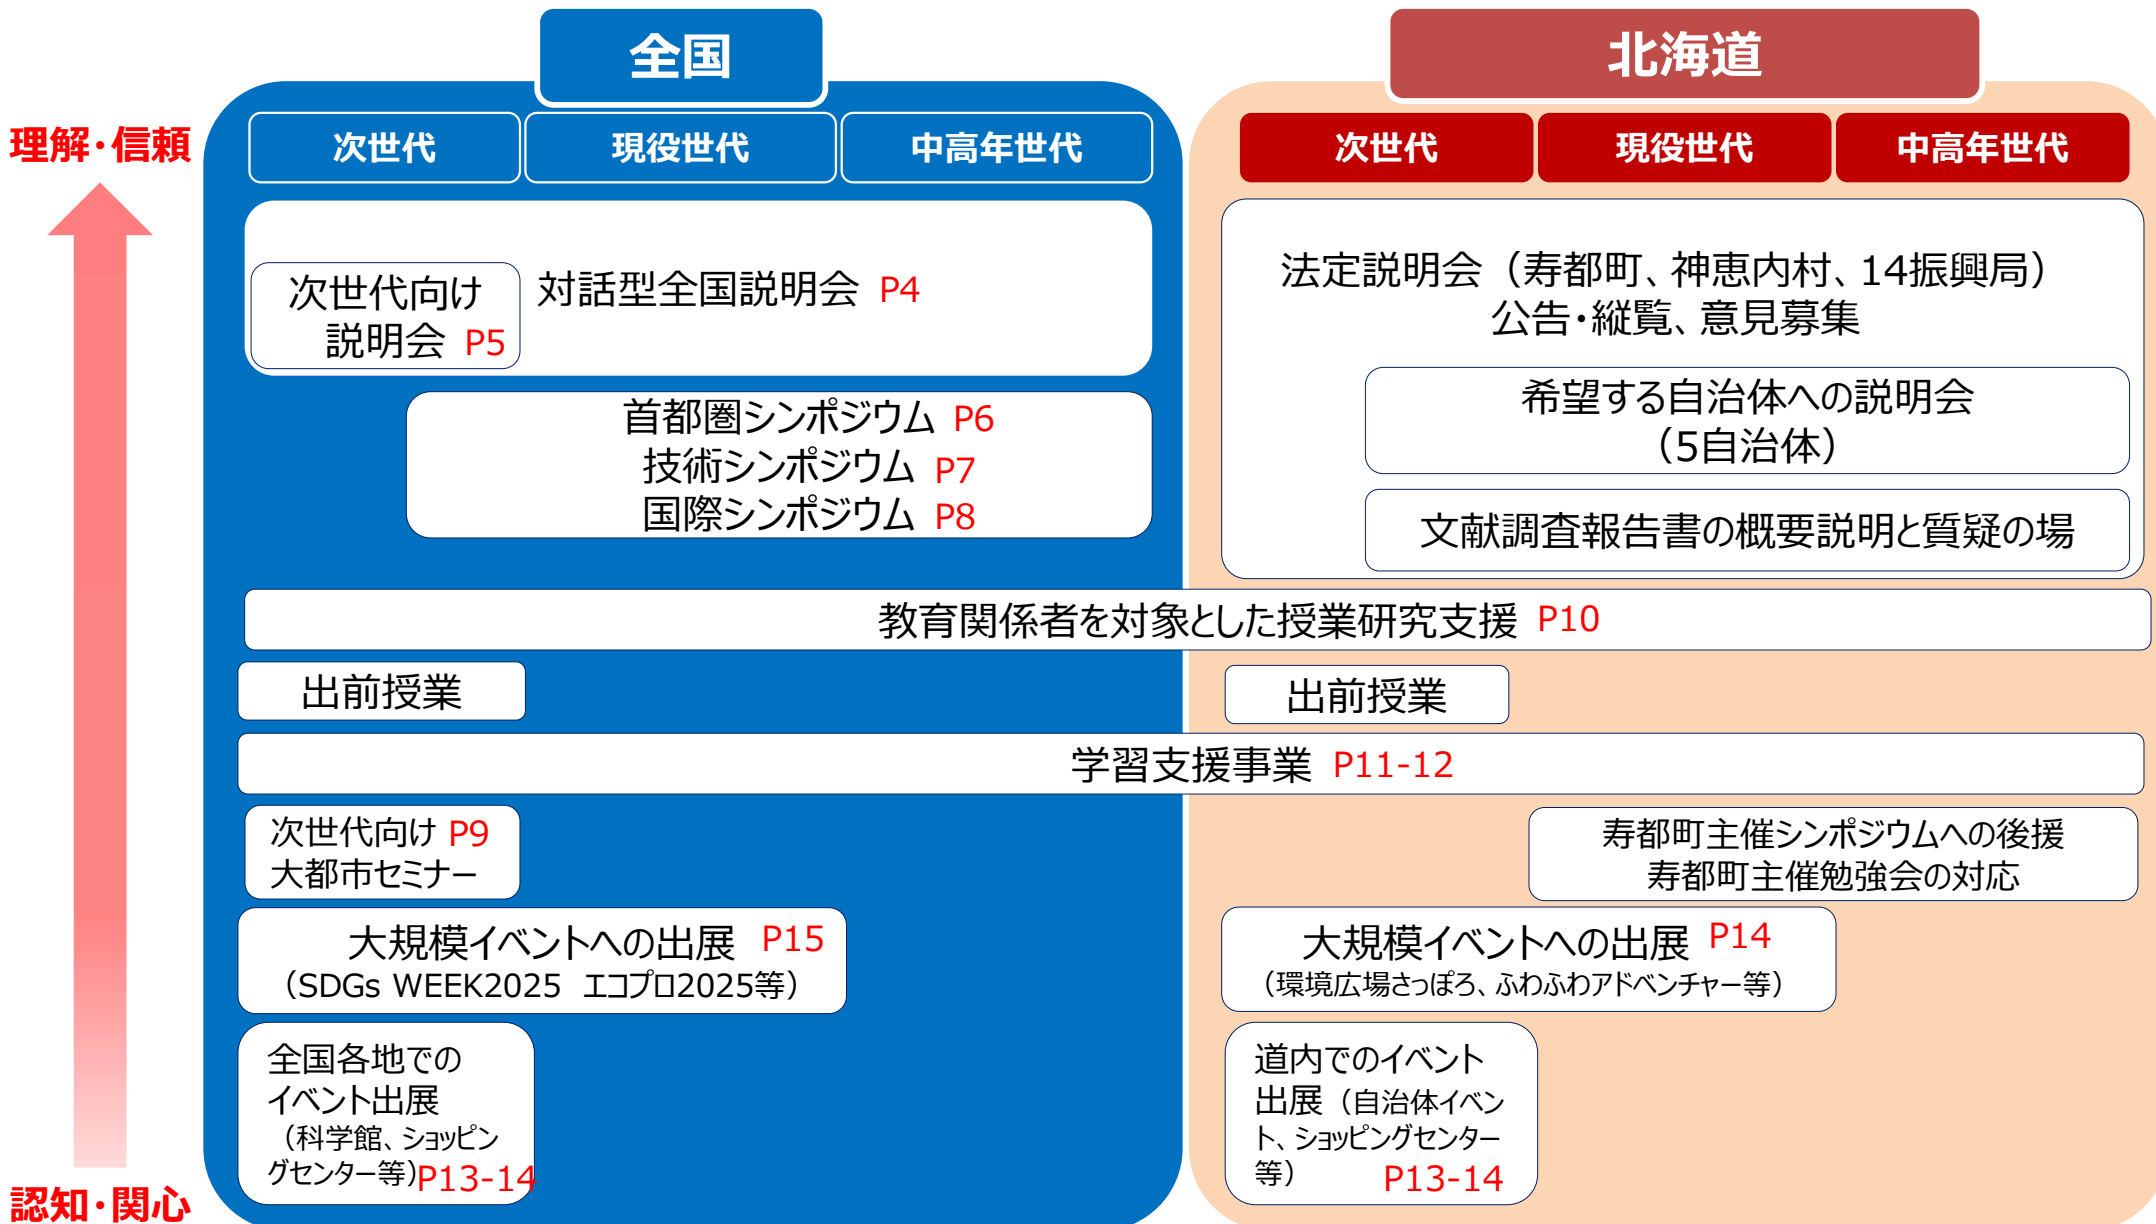 全国
北海道
理解・信頼
次世代
現役世代
中高年世代
次世代
現役世代
中高年世代
次世代向け
説明会 P5
対話型全国説明会 P4
法定説明会（寿都町、神恵内村、14振興局）
公告・縦覧、意見募集
希望する自治体への説明会
（5自治体）
文献調査報告書の概要説明と質疑の場
首都圏シンポジウム P6
技術シンポジウム P7
国際シンポジウム P8
教育関係者を対象とした授業研究支援 P10
出前授業
出前授業
学習支援事業 P11-12
次世代向け P9
大都市セミナー
寿都町主催シンポジウムへの後援
寿都町主催勉強会の対応
大規模イベントへの出展 P15
（SDGs WEEK2025 エコプロ2025等）
大規模イベントへの出展 P14
（環境広場さっぽろ、ふわふわアドベンチャー等）
全国各地での
イベント出展
（科学館、ショッピン
グセンター等）P13-14
道内でのイベント
出展（自治体イベン
ト、ショッピングセンター
等） P13-14
認知・関心